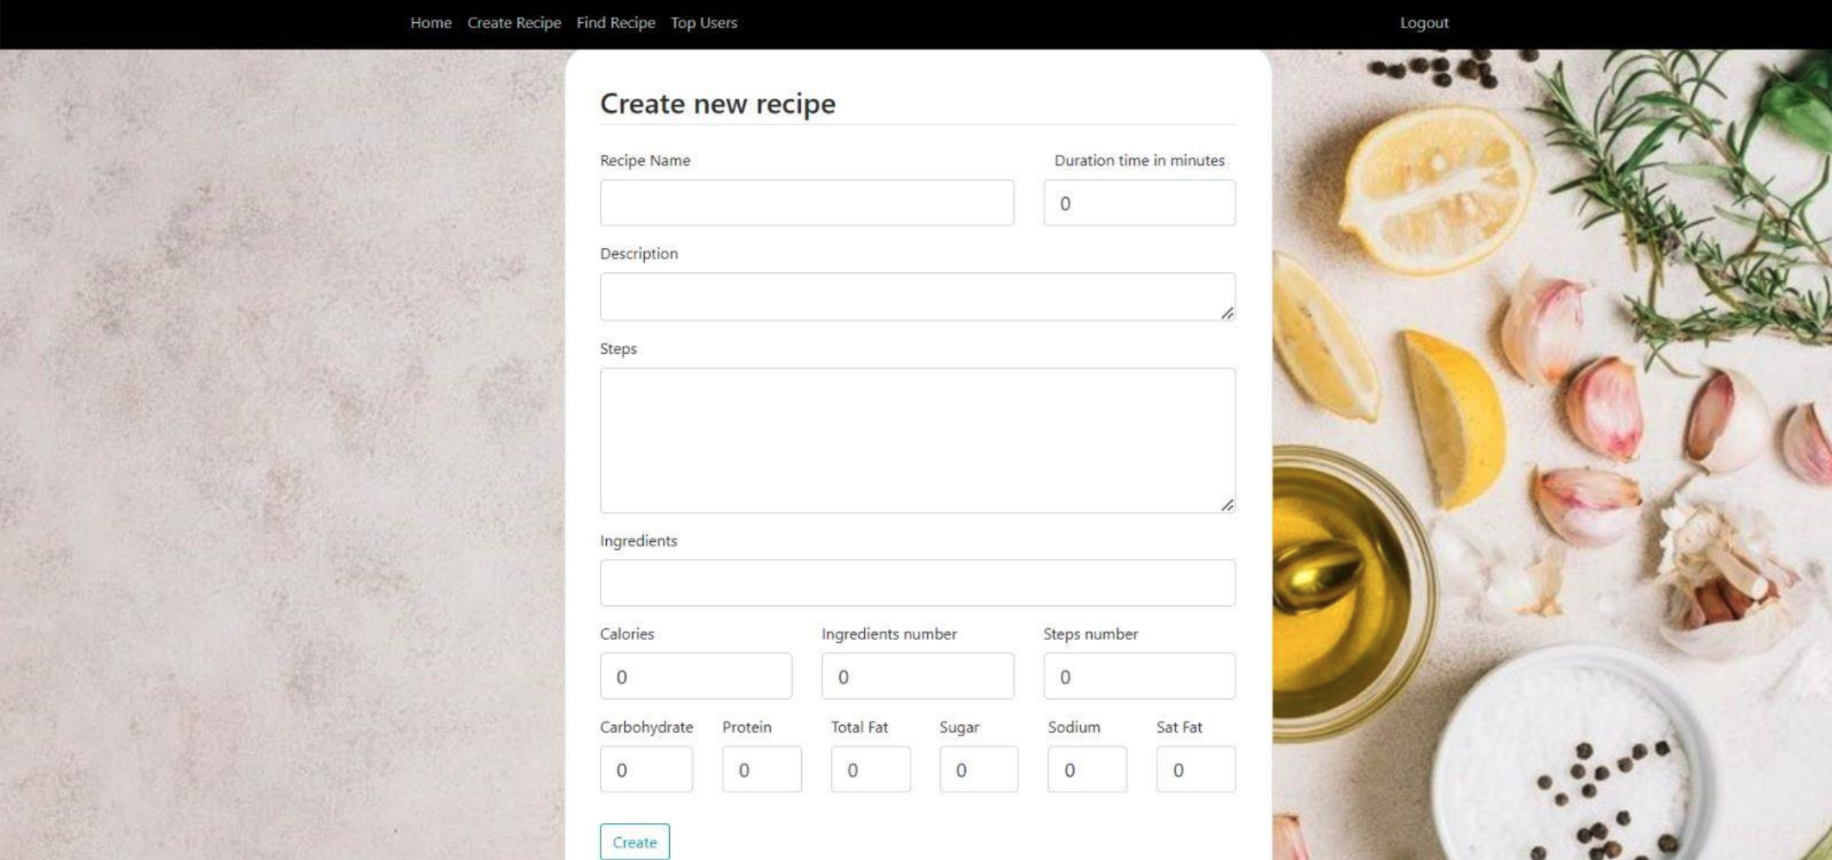 Home Create Recipe Find Recipe Top Users Logout
Create new recipe
Recipe Name Duration time in minutes
0
Description
Steps
Ingredients
Calories Ingredients number Steps number
0 0 0
Carbohydrate Protein Total Fat Sugar Sodium Sat Fat
0 0 0 0 0 0
Create